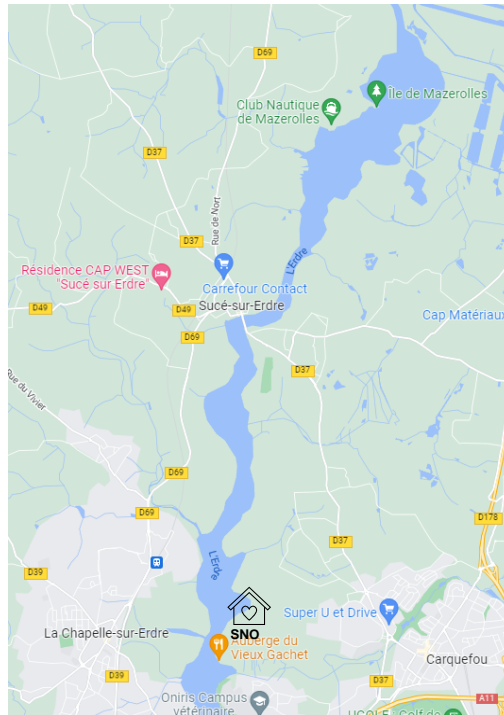 D69
Île de Mazerolles
Club Nautique
de Mazerolles
D37
Rue de Nort
D37
L'Erdre
Résidence CAP WEST
"Sucé sur Erdre"
Carrefour Contact
D49
D49
Sucé-sur-Erdre
Cap Matériaux
D69
D37
Rue du Vivier
D69
D69
D178
D37
L'Erdre
D39
Super U et Drive
SNO
La Chapelle-sur-Erdre
Auberge du
Vieux Gachet
Carquefou
D39
D37
Oniris Campus
vétérinaire
A11
UGOLF - Golf de